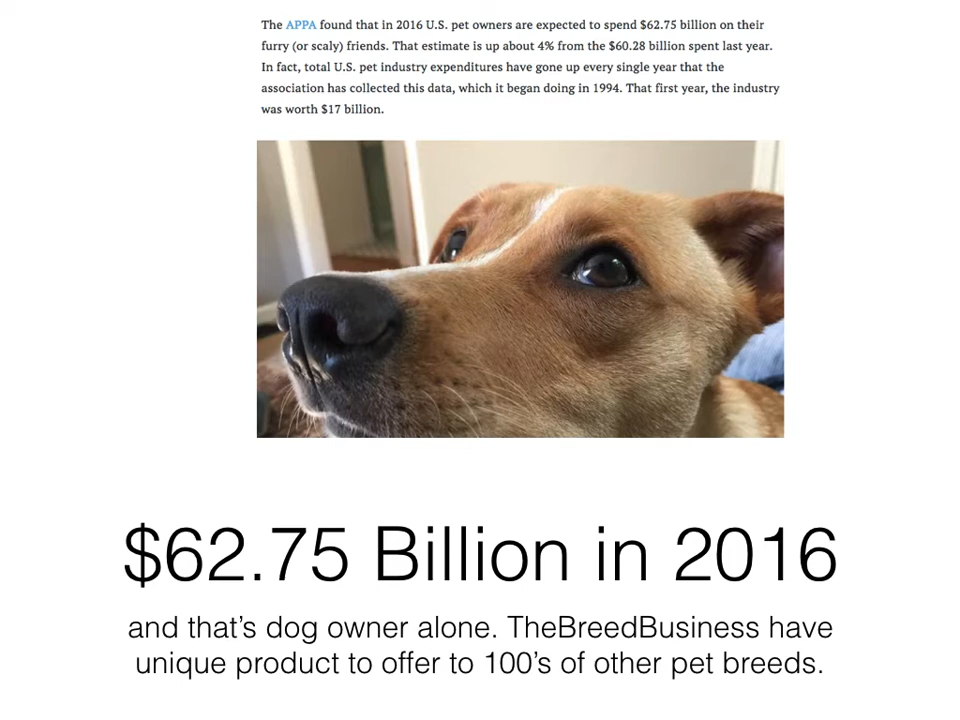 The APPA found that in 2016 U.S. pet owners are expected to spend $62.75 billion on their
furry (or scaly) friends. That estimate is up about 4% from the $60.28 billion spent last year.
In fact, total U.S. pet industry expenditures have gone up every single year that the
association has collected this data, which it began doing in 1994. That first year, the industry
was worth $17 billion.
$62.75 Billion in 2016
and that's dog owner alone. TheBreedBusiness have
unique product to offer to 100's of other pet breeds.